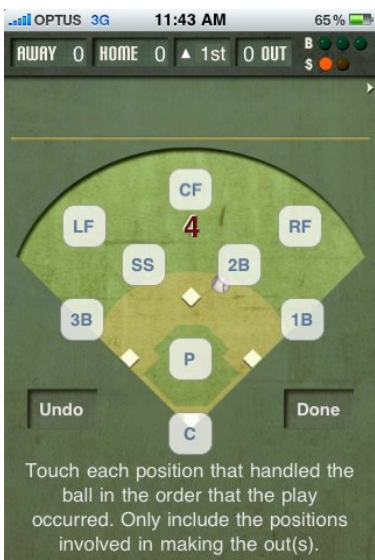 OPTUS 3G 11:43 AM 65%
AWAY 0 HOME 0 ▲ 1st 0 OUT B S
CF
4
LF RF
SS 2B
3B 1B
P
Undo Done
C
Touch each position that handled the
ball in the order that the play
occurred. Only include the positions
involved in making the out(s).